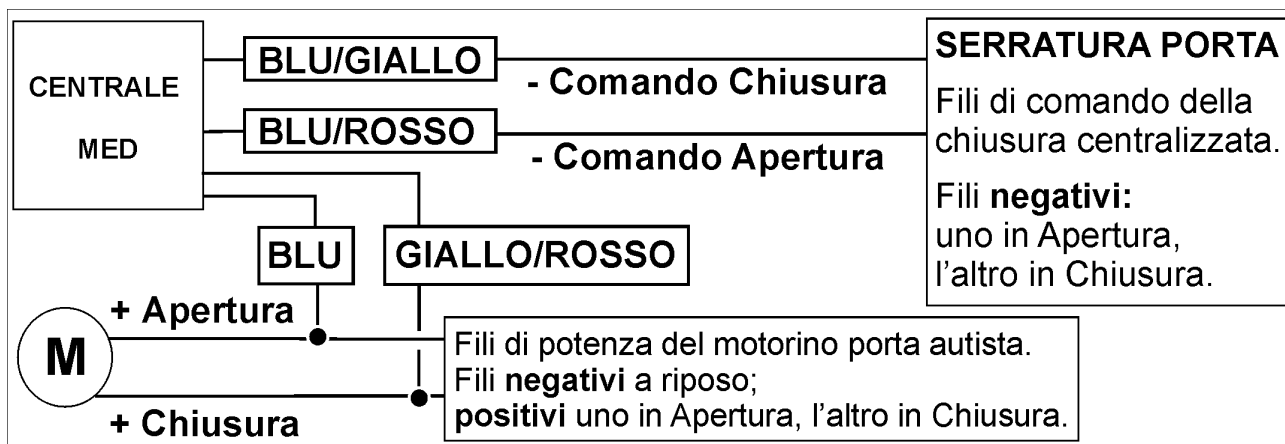 CENTRALE
MED
BLU/GIALLO
- Comando Chiusura
BLU/ROSSO
- Comando Apertura
SERRATURA PORTA
Fili di comando della
chiusura centralizzata.
Fili negativi:
uno in Apertura,
l'altro in Chiusura.
BLU
GIALLO/ROSSO
+ Apertura
M
+ Chiusura
Fili di potenza del motorino porta autista.
Fili negativi a riposo;
positivi uno in Apertura, l'altro in Chiusura.